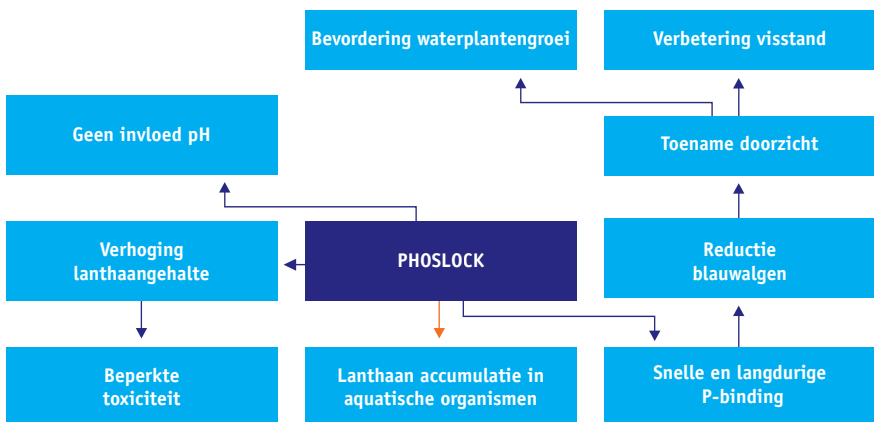 Bevordering waterplantengroei
Verbetering visstand
Geen invloed pH
Toename doorzicht
Verhoging
lanthaangehalte
PHOSLOCK
Reductie
blauwalgen
Beperkte
toxiciteit
Lanthaan accumulatie in
aquatische organismen
Snelle en langdurige
P-binding